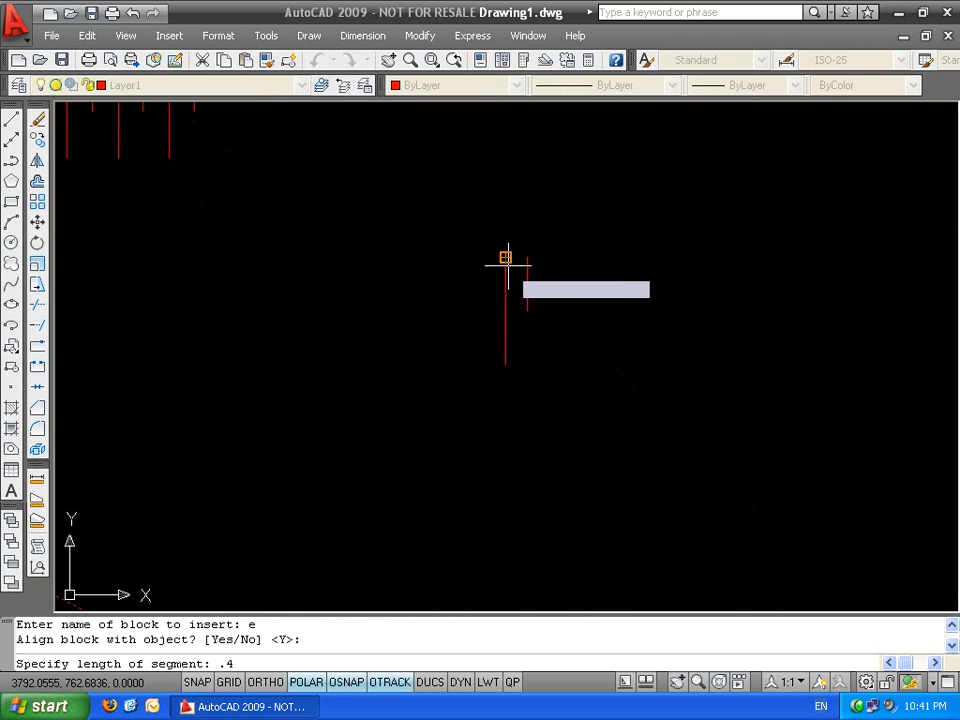 AutoCAD 2009 - NOT FOR RESALE Drawing1.dwg
Type a keyword or phrase
File Edit View Insert Format Tools Draw Dimension Modify Express Window Help
Standard ISO-25 Star
Layer1 ByLayer ByLayer ByLayer ByColor
Y
X
Enter name of block to insert: e
Align block with object? [Yes/No] <Y>:
Specify length of segment: .4
3792.0555, 762.6836, 0.0000 SNAP GRID ORTHO POLAR OSNAP OTRACK DUCS DYN LWT QP 1:1
start AutoCAD 2009 - NOT... EN 10:41 PM